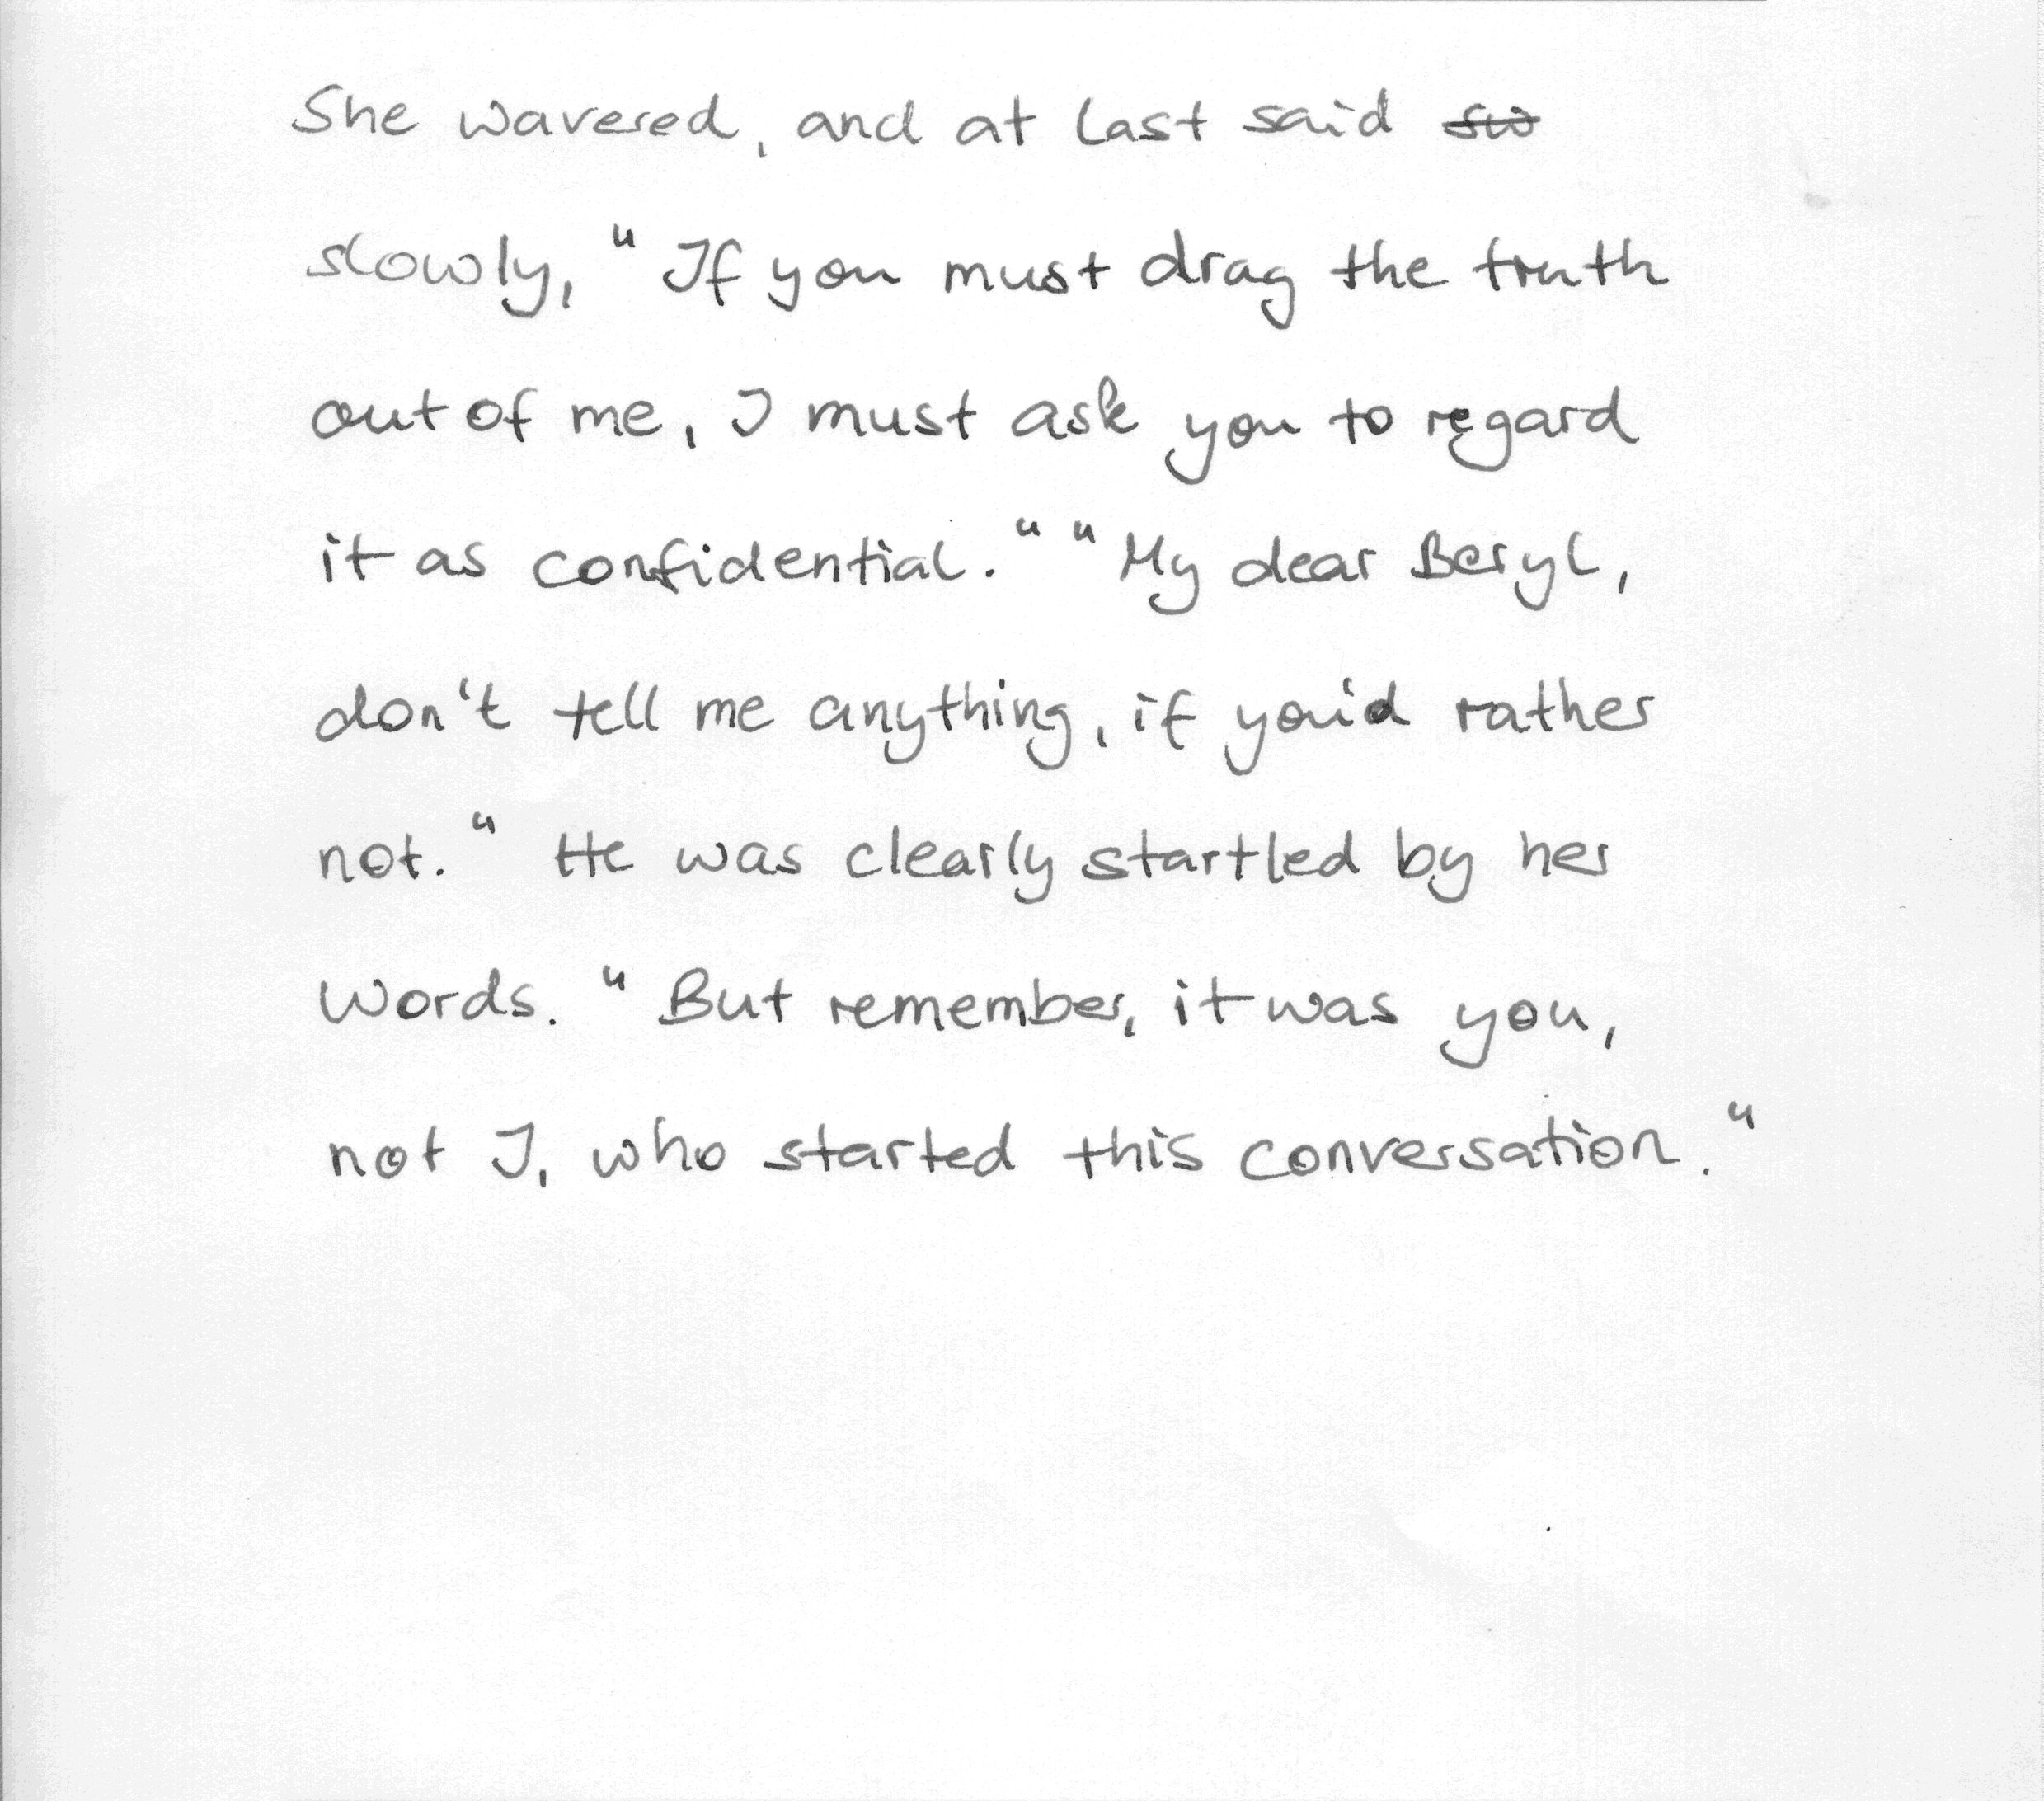 She wavered, and at last said
slowly, "If you must drag the truth
out of me, I must ask you to regard
it as confidential." "My dear Beryl,
don't tell me anything, if you'd rather
not." He was clearly startled by her
words. "But remember, it was you,
not I, who started this conversation."